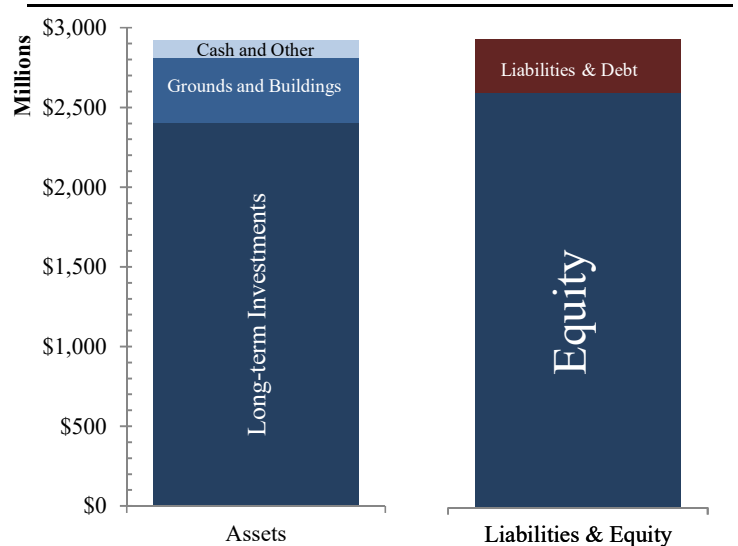 Millions
$3,000
$2,500
$2,000
$1,500
$1,000
$500
$0
Cash and Other
Grounds and Buildings
Long-term Investments
Assets
Liabilities & Debt
Equity
Liabilities & Equity